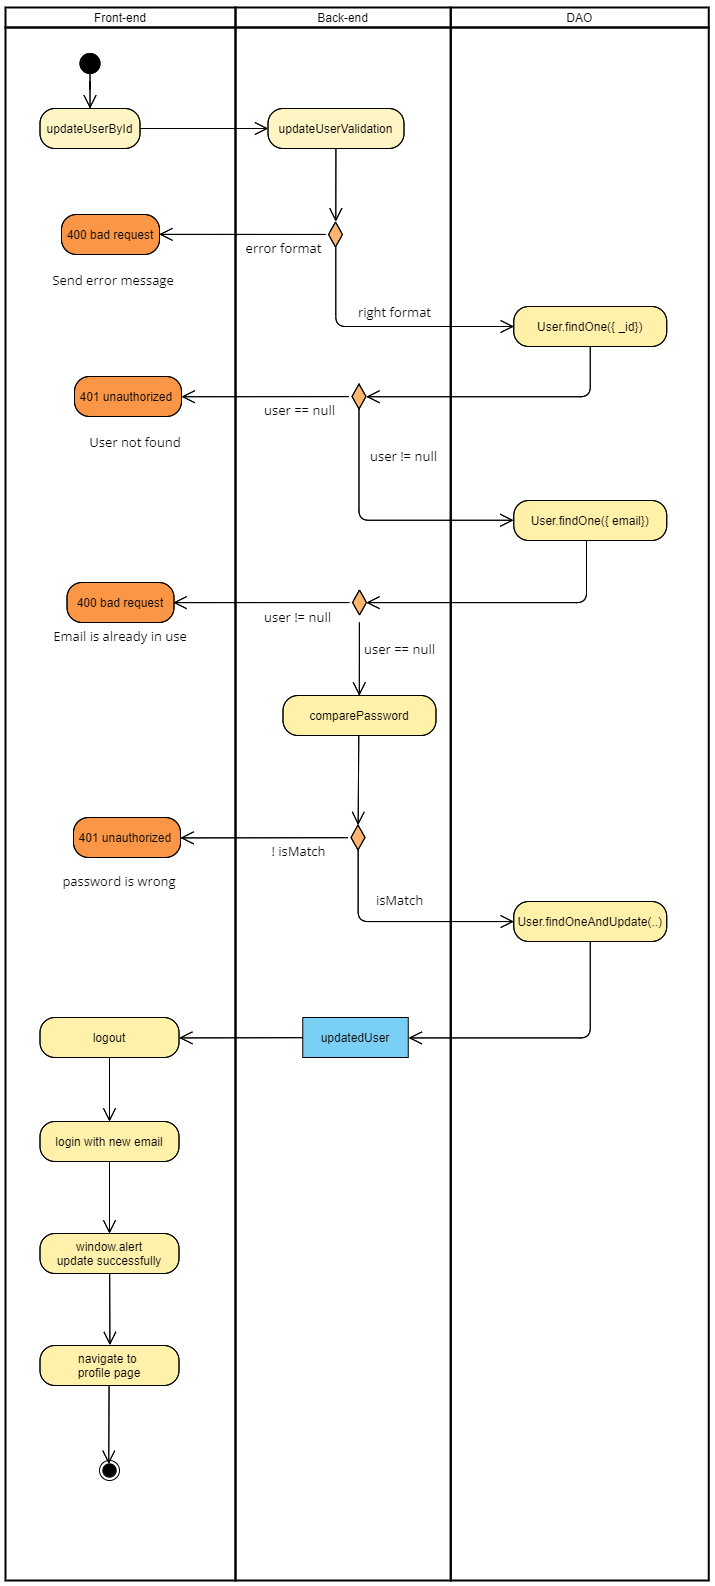 Front-end
Back-end
DAO
updateUserById
updateUserValidation
400 bad request
error format
Send error message
right format
User.findOne({ _id})
401 unauthorized
user == null
User not found
user != null
User.findOne({ email})
400 bad request
user != null
Email is already in use
user == null
comparePassword
401 unauthorized
! isMatch
password is wrong
isMatch
User.findOneAndUpdate(..)
logout
updatedUser
login with new email
window.alert
update successfully
navigate to
profile page